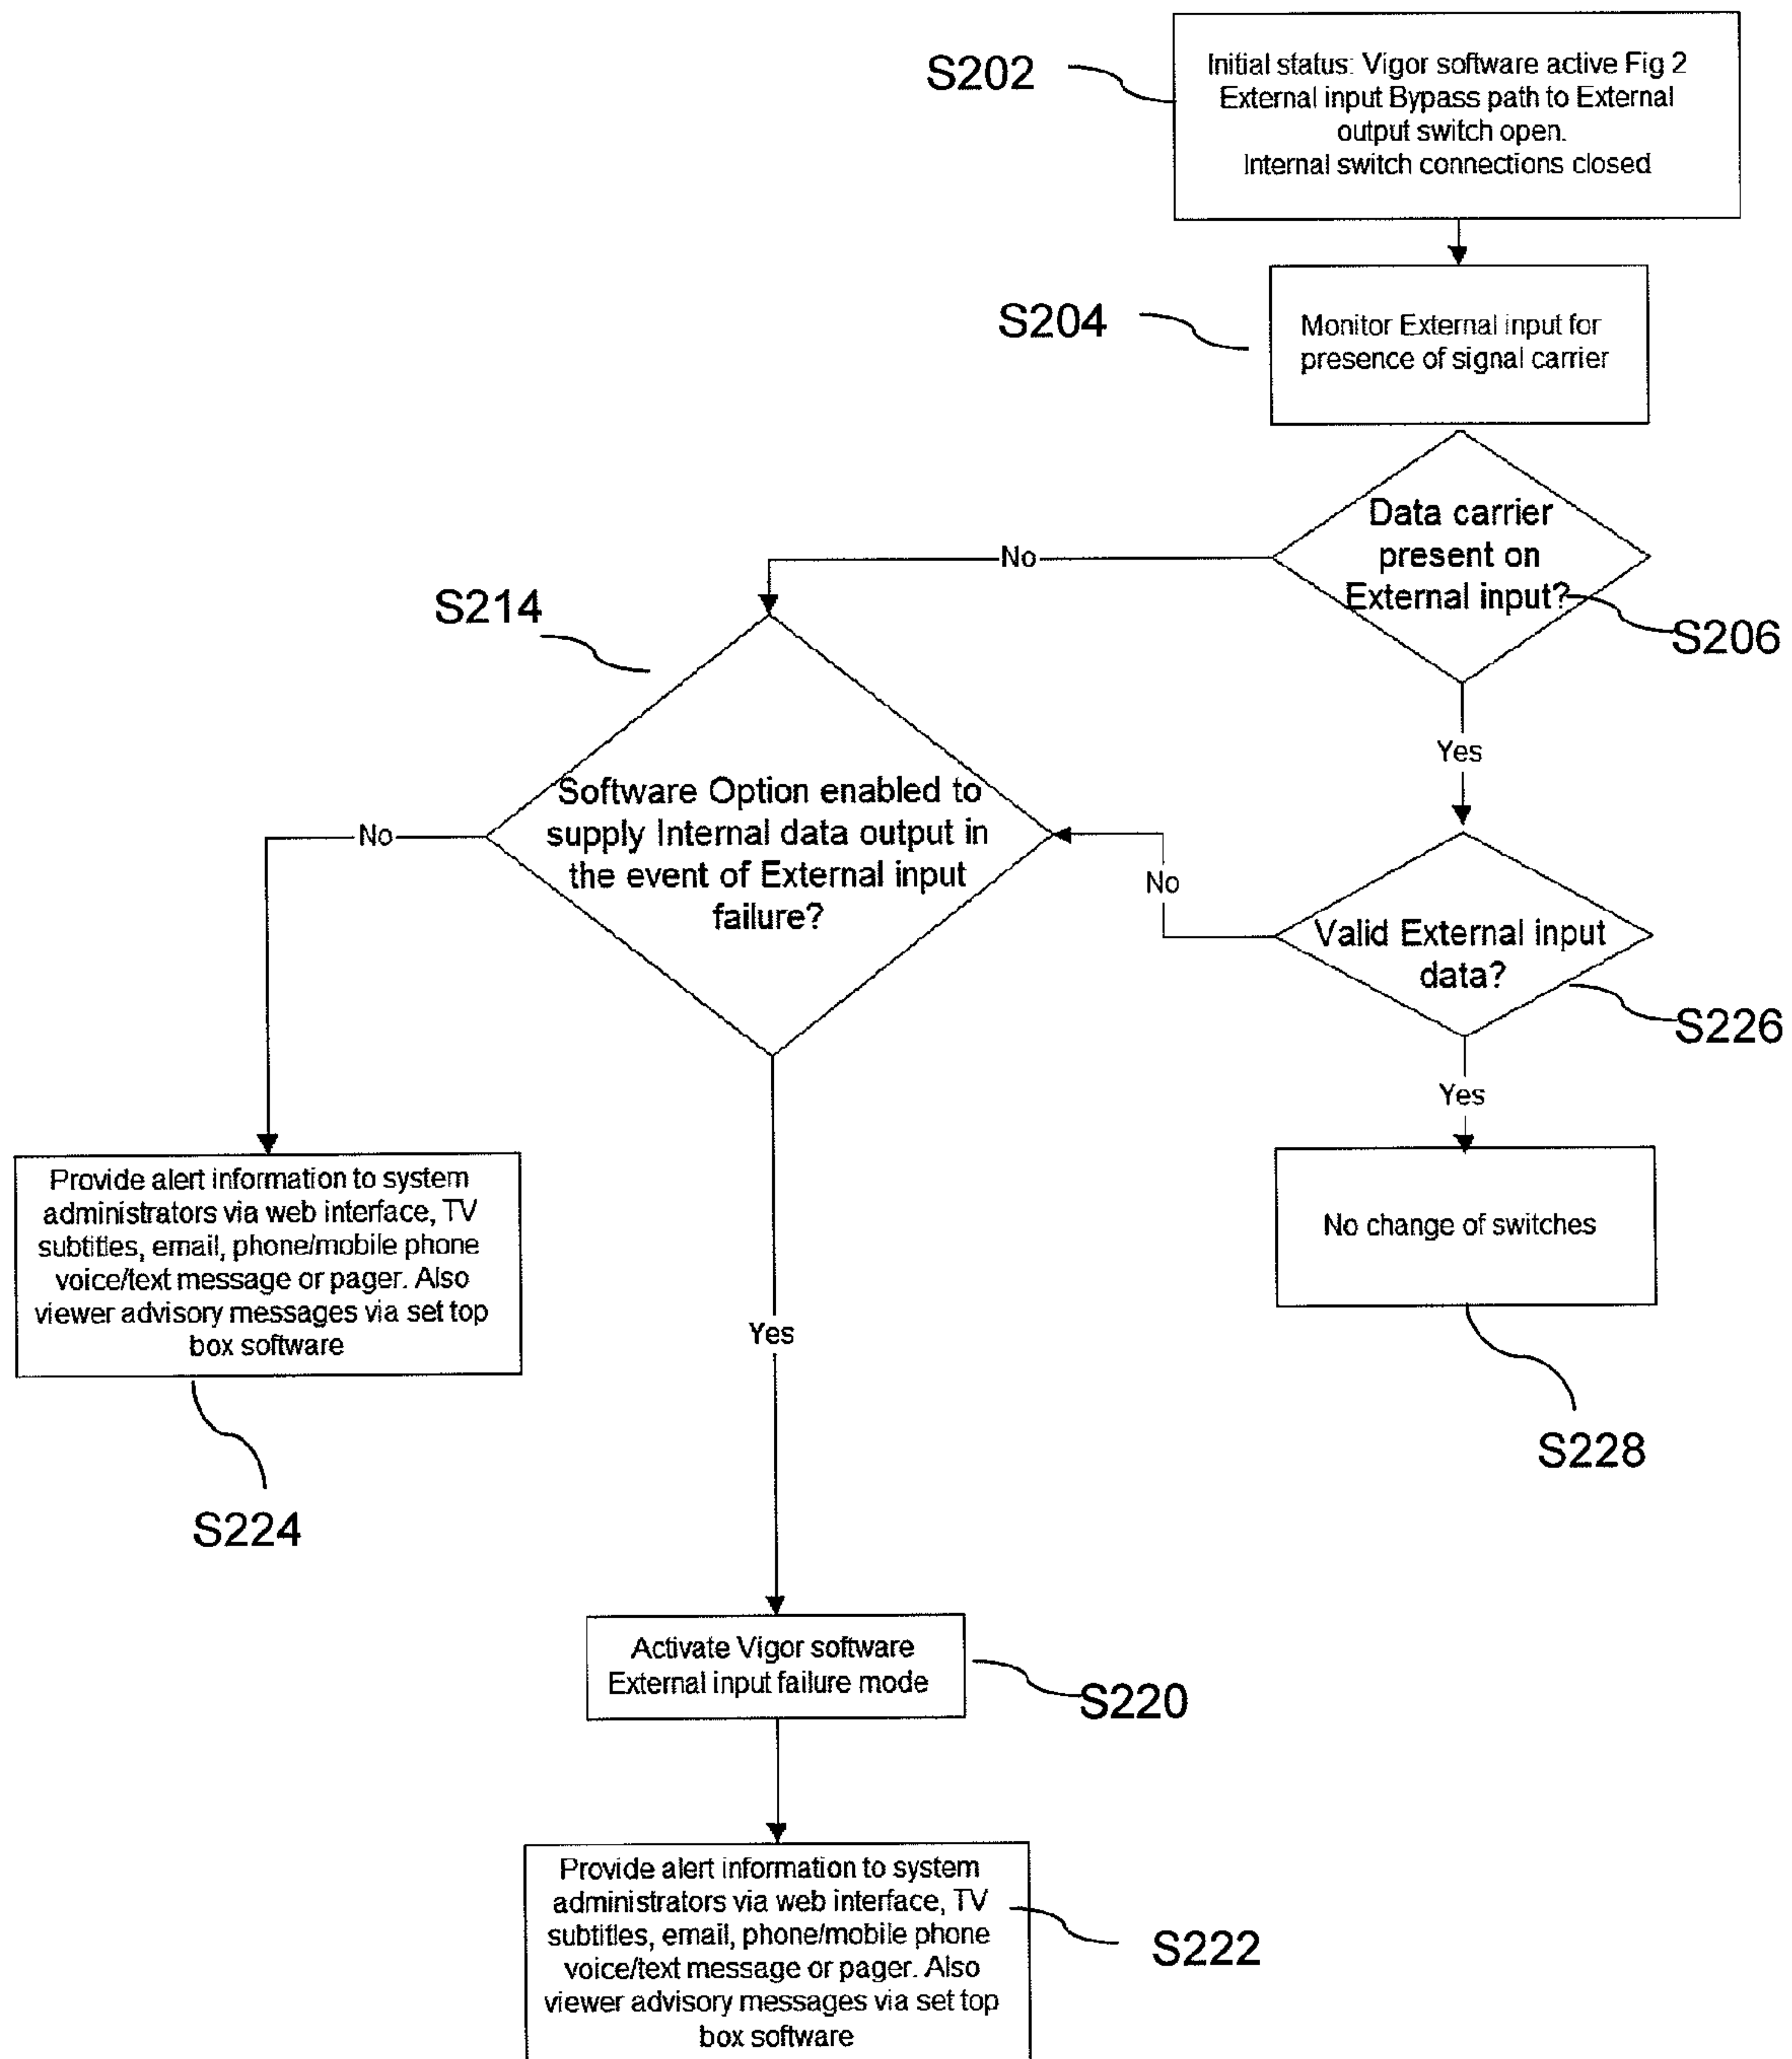 S202
Initial status: Vigor software active Fig 2
External input Bypass path to External
output switch open.
Internal switch connections closed
S204
Monitor External input for
presence of signal carrier
Data carrier
present on
External input?
S206
No
Yes
S214
Software Option enabled to
supply Internal data output in
the event of External input
failure?
No
No
Valid External input
data?
S226
Yes
No change of switches
S228
Provide alert information to system
administrators via web interface, TV
subtitles, email, phone/mobile phone
voice/text message or pager. Also
viewer advisory messages via set top
box software
S224
Yes
Activate Vigor software
External input failure mode
S220
Provide alert information to system
administrators via web interface, TV
subtitles, email, phone/mobile phone
voice/text message or pager. Also
viewer advisory messages via set top
box software
S222